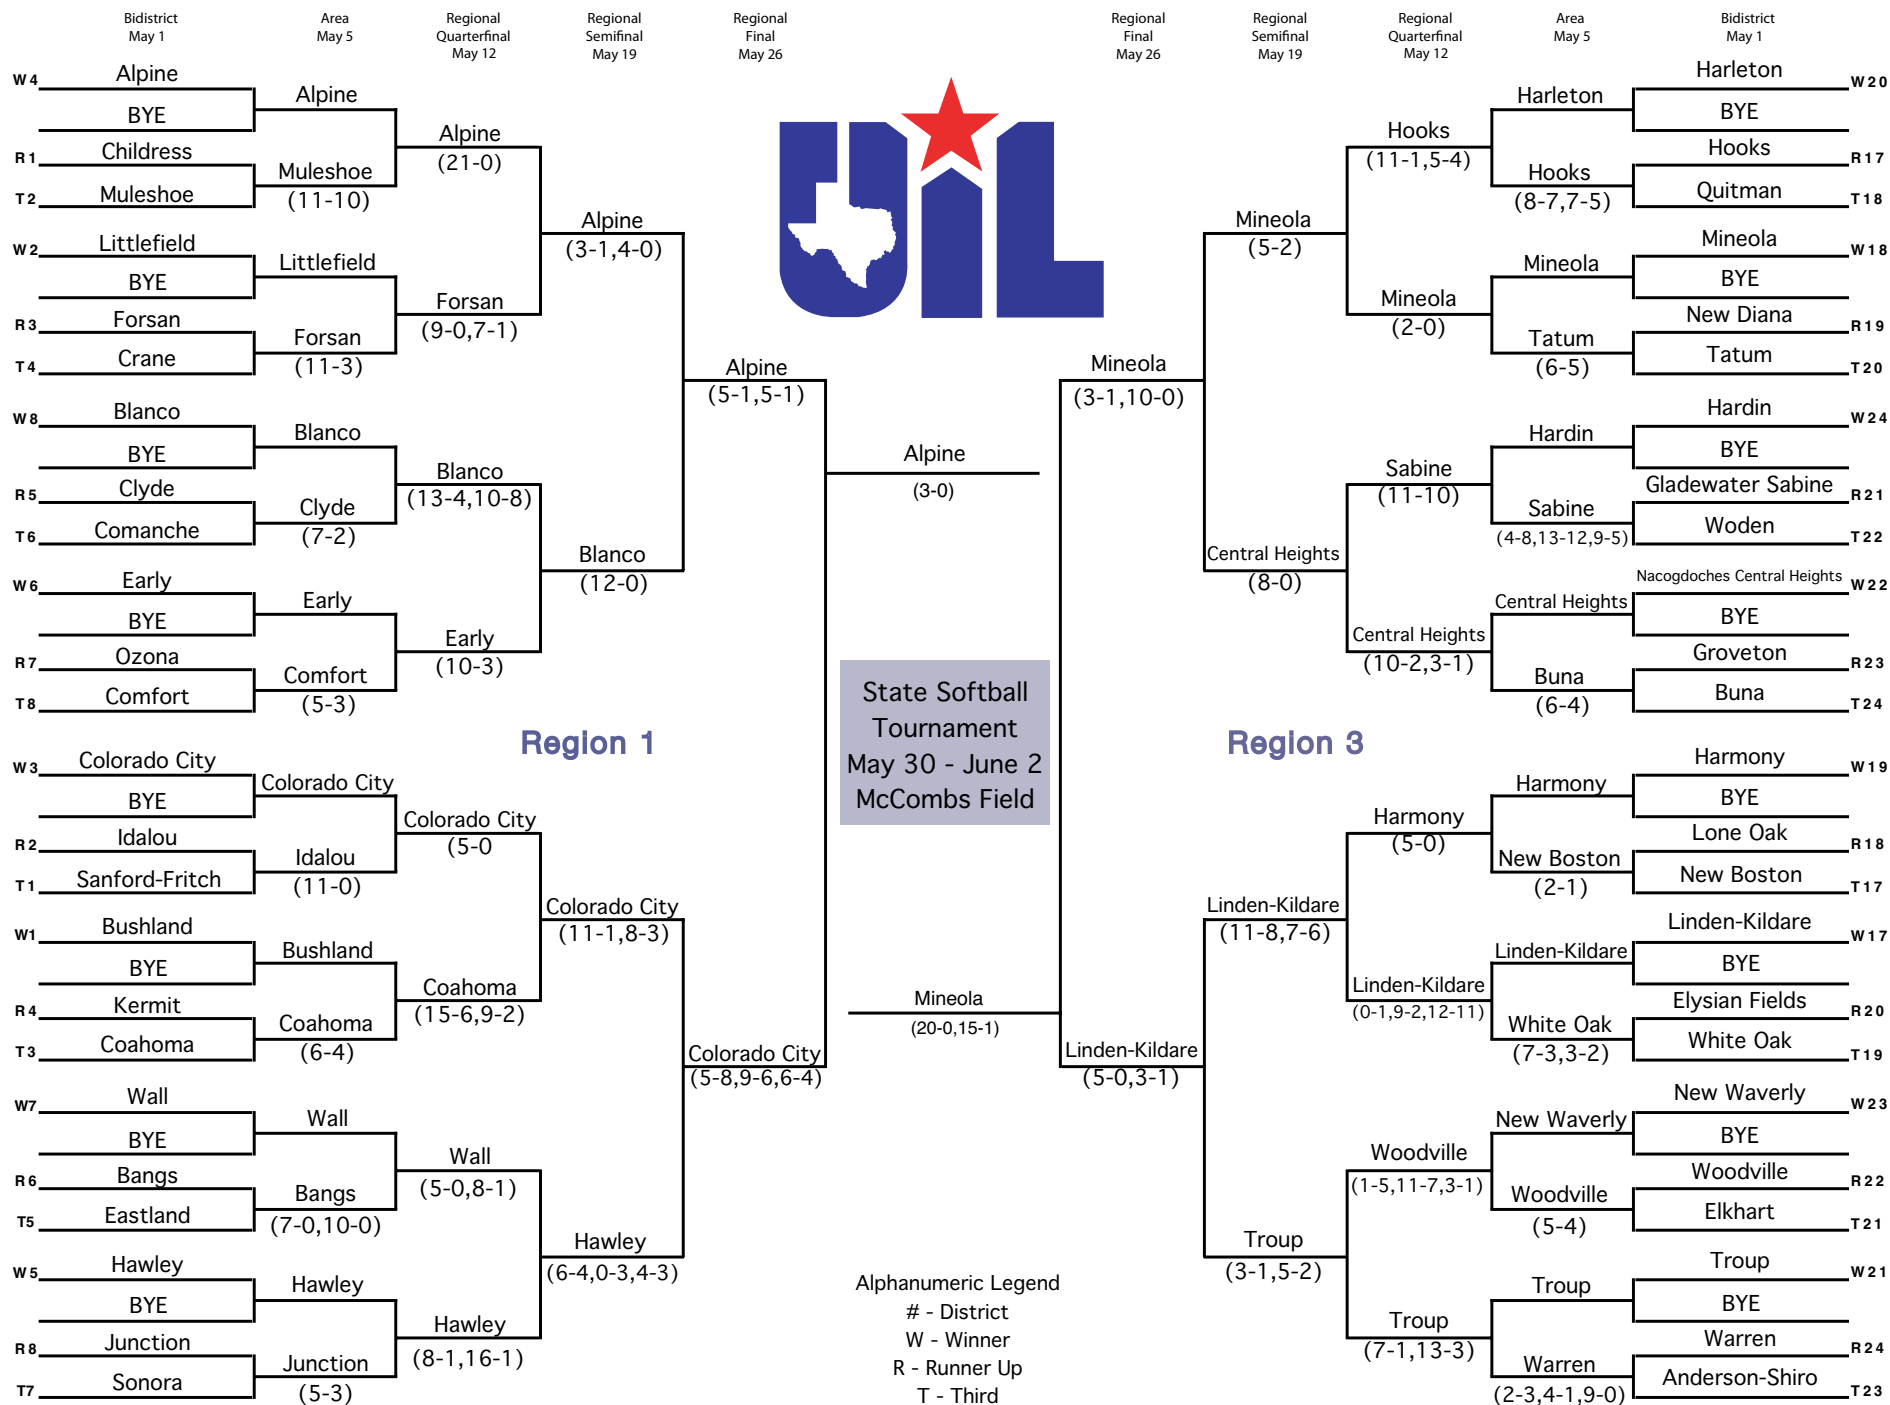 Bidistrict
May 1
Area
May 5
Regional
Quarterfinal
May 12
Regional
Semifinal
May 19
Regional
Final
May 26
Regional
Final
May 26
Regional
Semifinal
May 19
Regional
Quarterfinal
May 12
Area
May 5
Bidistrict
May 1
W4 Alpine
BYE
R1 Childress
T2 Muleshoe
W2 Littlefield
BYE
R3 Forsan
T4 Crane
W8 Blanco
BYE
R5 Clyde
T6 Comanche
W6 Early
BYE
R7 Ozona
T8 Comfort
W3 Colorado City
BYE
R2 Idalou
T1 Sanford-Fritch
W1 Bushland
BYE
R4 Kermit
T3 Coahoma
W7 Wall
BYE
R6 Bangs
T5 Eastland
W5 Hawley
BYE
R8 Junction
T7 Sonora
Alpine
Muleshoe
(11-10)
Littlefield
Forsan
(11-3)
Blanco
Clyde
(7-2)
Early
Comfort
(5-3)
Colorado City
Idalou
(11-0)
Bushland
Coahoma
(6-4)
Wall
Bangs
(7-0,10-0)
Hawley
Junction
(5-3)
Alpine
(21-0)
Forsan
(9-0,7-1)
Blanco
(13-4,10-8)
Early
(10-3)
Colorado City
(5-0
Coahoma
(15-6,9-2)
Wall
(5-0,8-1)
Hawley
(8-1,16-1)
Alpine
(3-1,4-0)
Blanco
(12-0)
Colorado City
(11-1,8-3)
Hawley
(6-4,0-3,4-3)
Alpine
(5-1,5-1)
Colorado City
(5-8,9-6,6-4)
Region 1
UIL
Alpine
(3-0)
State Softball
Tournament
May 30 - June 2
McCombs Field
Mineola
(20-0,15-1)
Alphanumeric Legend
# - District
W - Winner
R - Runner Up
T - Third
Region 3
Mineola
(3-1,10-0)
Linden-Kildare
(5-0,3-1)
Mineola
(5-2)
Central Heights
(8-0)
Linden-Kildare
(11-8,7-6)
Troup
(3-1,5-2)
Hooks
(11-1,5-4)
Mineola
(2-0)
Sabine
(11-10)
Central Heights
(10-2,3-1)
Harmony
(5-0)
Linden-Kildare
(0-1,9-2,12-11)
Woodville
(1-5,11-7,3-1)
Troup
(7-1,13-3)
Harleton
Hooks
(8-7,7-5)
Mineola
Tatum
(6-5)
Hardin
Sabine
(4-8,13-12,9-5)
Central Heights
Buna
(6-4)
Harmony
New Boston
(2-1)
Linden-Kildare
White Oak
(7-3,3-2)
New Waverly
Woodville
(5-4)
Troup
Warren
(2-3,4-1,9-0)
Harleton W20
BYE
Hooks R17
Quitman T18
Mineola W18
BYE
New Diana R19
Tatum T20
Hardin W24
BYE
Gladewater Sabine R21
Woden T22
Nacogdoches Central Heights W22
BYE
Groveton R23
Buna T24
Harmony W19
BYE
Lone Oak R18
New Boston T17
Linden-Kildare W17
BYE
Elysian Fields R20
White Oak T19
New Waverly W23
BYE
Woodville R22
Elkhart T21
Troup W21
BYE
Warren R24
Anderson-Shiro T23